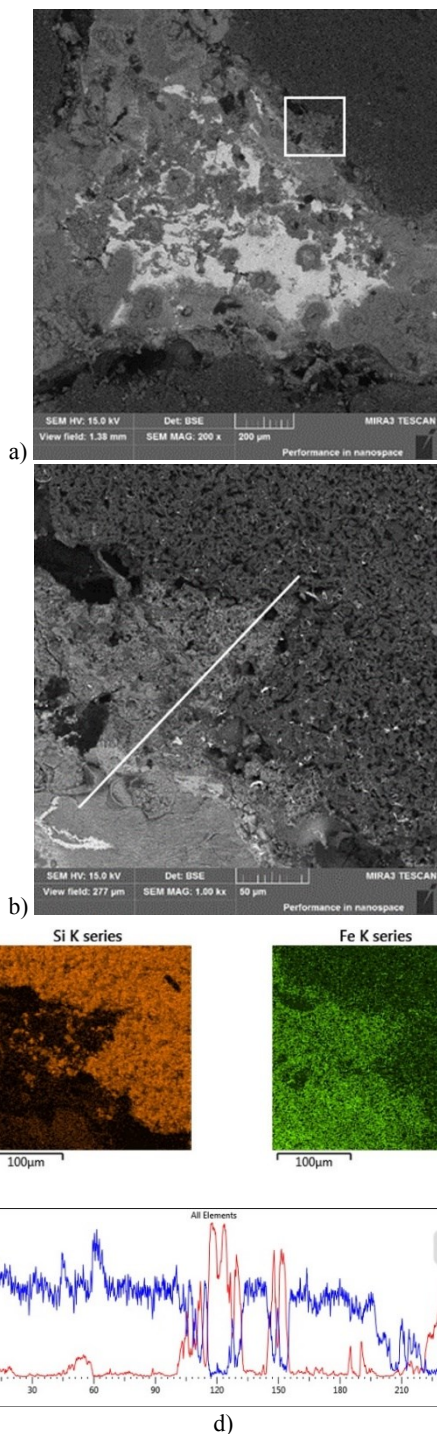 SEM HV: 15.0 kV Det: BSE MIRA3 TESCAN
View field: 1.38 mm SEM MAG: 200 x 200 µm
Performance in nanospace
a)
SEM HV: 15.0 kV Det: BSE MIRA3 TESCAN
View field: 277 µm SEM MAG: 1.00 kx 50 µm
Performance in nanospace
b)
Si K series Fe K series
100µm 100µm
All Elements
30 60 90 120 150 180 210
d)